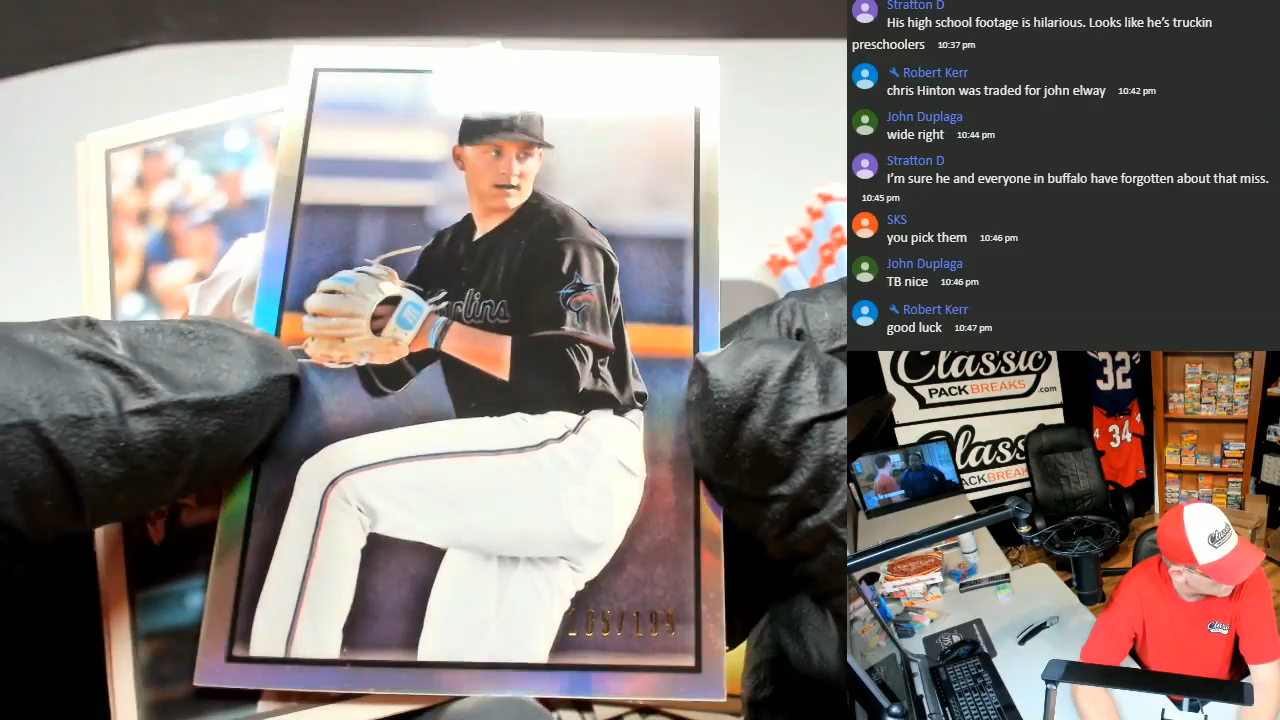 Stratton D
His high school footage is hilarious. Looks like he's truckin
preschoolers 10:37 pm
Robert Kerr
chris Hinton was traded for john elway 10:42 pm
John Duplaga
wide right 10:44 pm
Stratton D
I'm sure he and everyone in buffalo have forgotten about that miss.
10:45 pm
SKS
you pick them 10:46 pm
John Duplaga
TB nice 10:46 pm
Robert Kerr
good luck 10:47 pm
Classic
PACKBREAKS.com
32
34